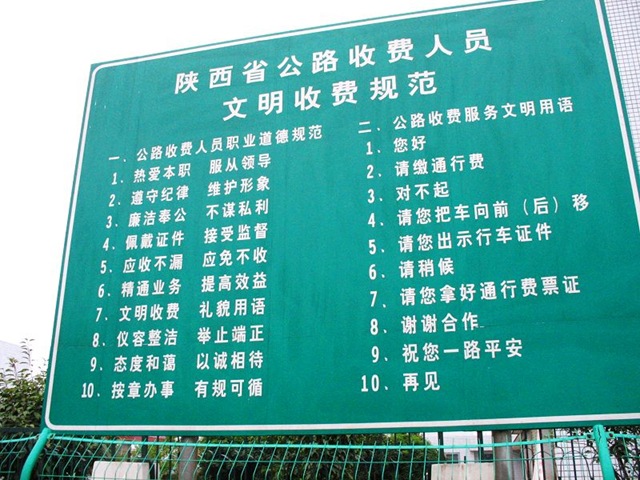 陕西省公路收费人员
文明收费规范
一、公路收费人员职业道德规范
1、热爱本职 服从领导
2、遵守纪律 维护形象
3、廉洁奉公 不谋私利
4、佩戴证件 接受监督
5、应收不漏 应免不收
6、精通业务 提高效益
7、文明收费 礼貌用语
8、仪容整洁 举止端正
9、态度和蔼 以诚相待
10、按章办事 有规可循
二、公路收费服务文明用语
1、您好
2、请缴通行费
3、对不起
4、请您把车向前（后）移
5、请您出示行车证件
6、请稍候
7、请您拿好通行费票证
8、谢谢合作
9、祝您一路平安
10、再见